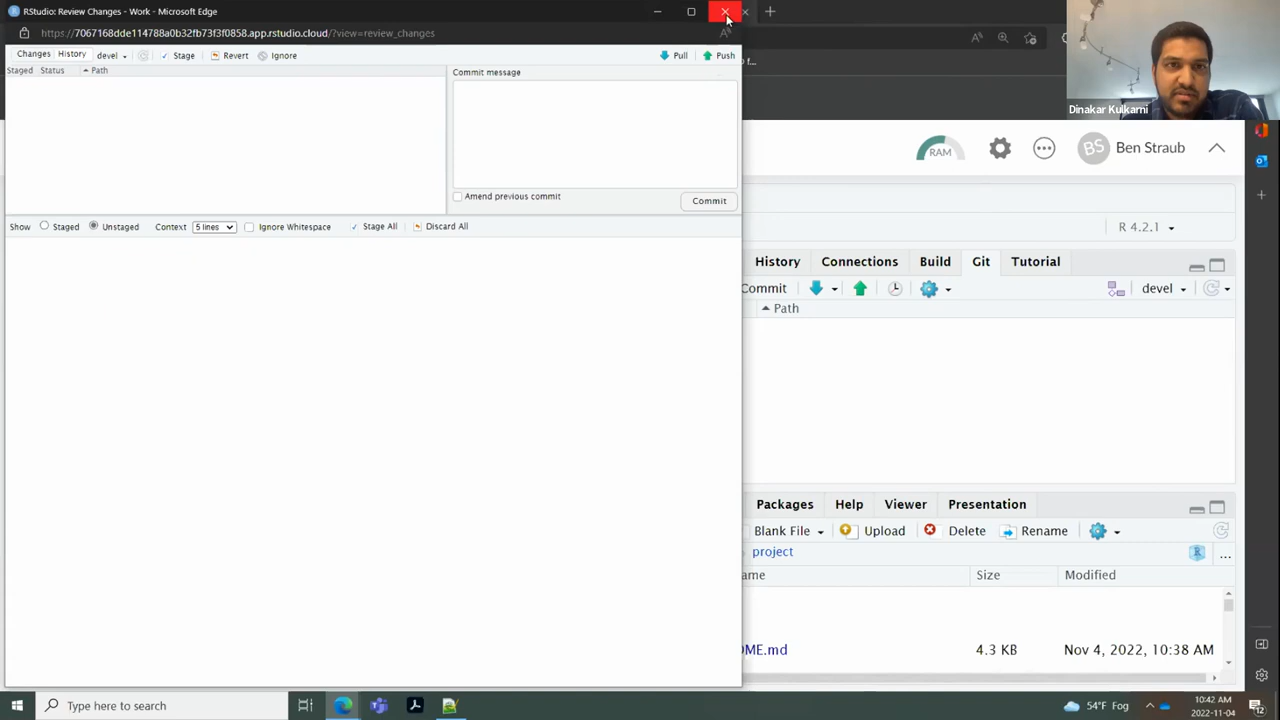 RStudio: Review Changes - Work - Microsoft Edge
https://7067168dde114788a0b32fb73f3f0858.app.rstudio.cloud/?view=review_changes
Changes History devel Stage Revert Ignore Pull Push
Staged Status Path
Commit message
Amend previous commit
Commit
Show Staged Unstaged Context 5 lines Ignore Whitespace Stage All Discard All
Dinakar Kulkarni
RAM
BS
Ben Straub
R 4.2.1
History Connections Build Git Tutorial
Commit devel
Path
Packages Help Viewer Presentation
Blank File Upload Delete Rename
project
ame Size Modified
OME.md 4.3 KB Nov 4, 2022, 10:38 AM
Type here to search
54°F Fog
10:42 AM
2022-11-04
12